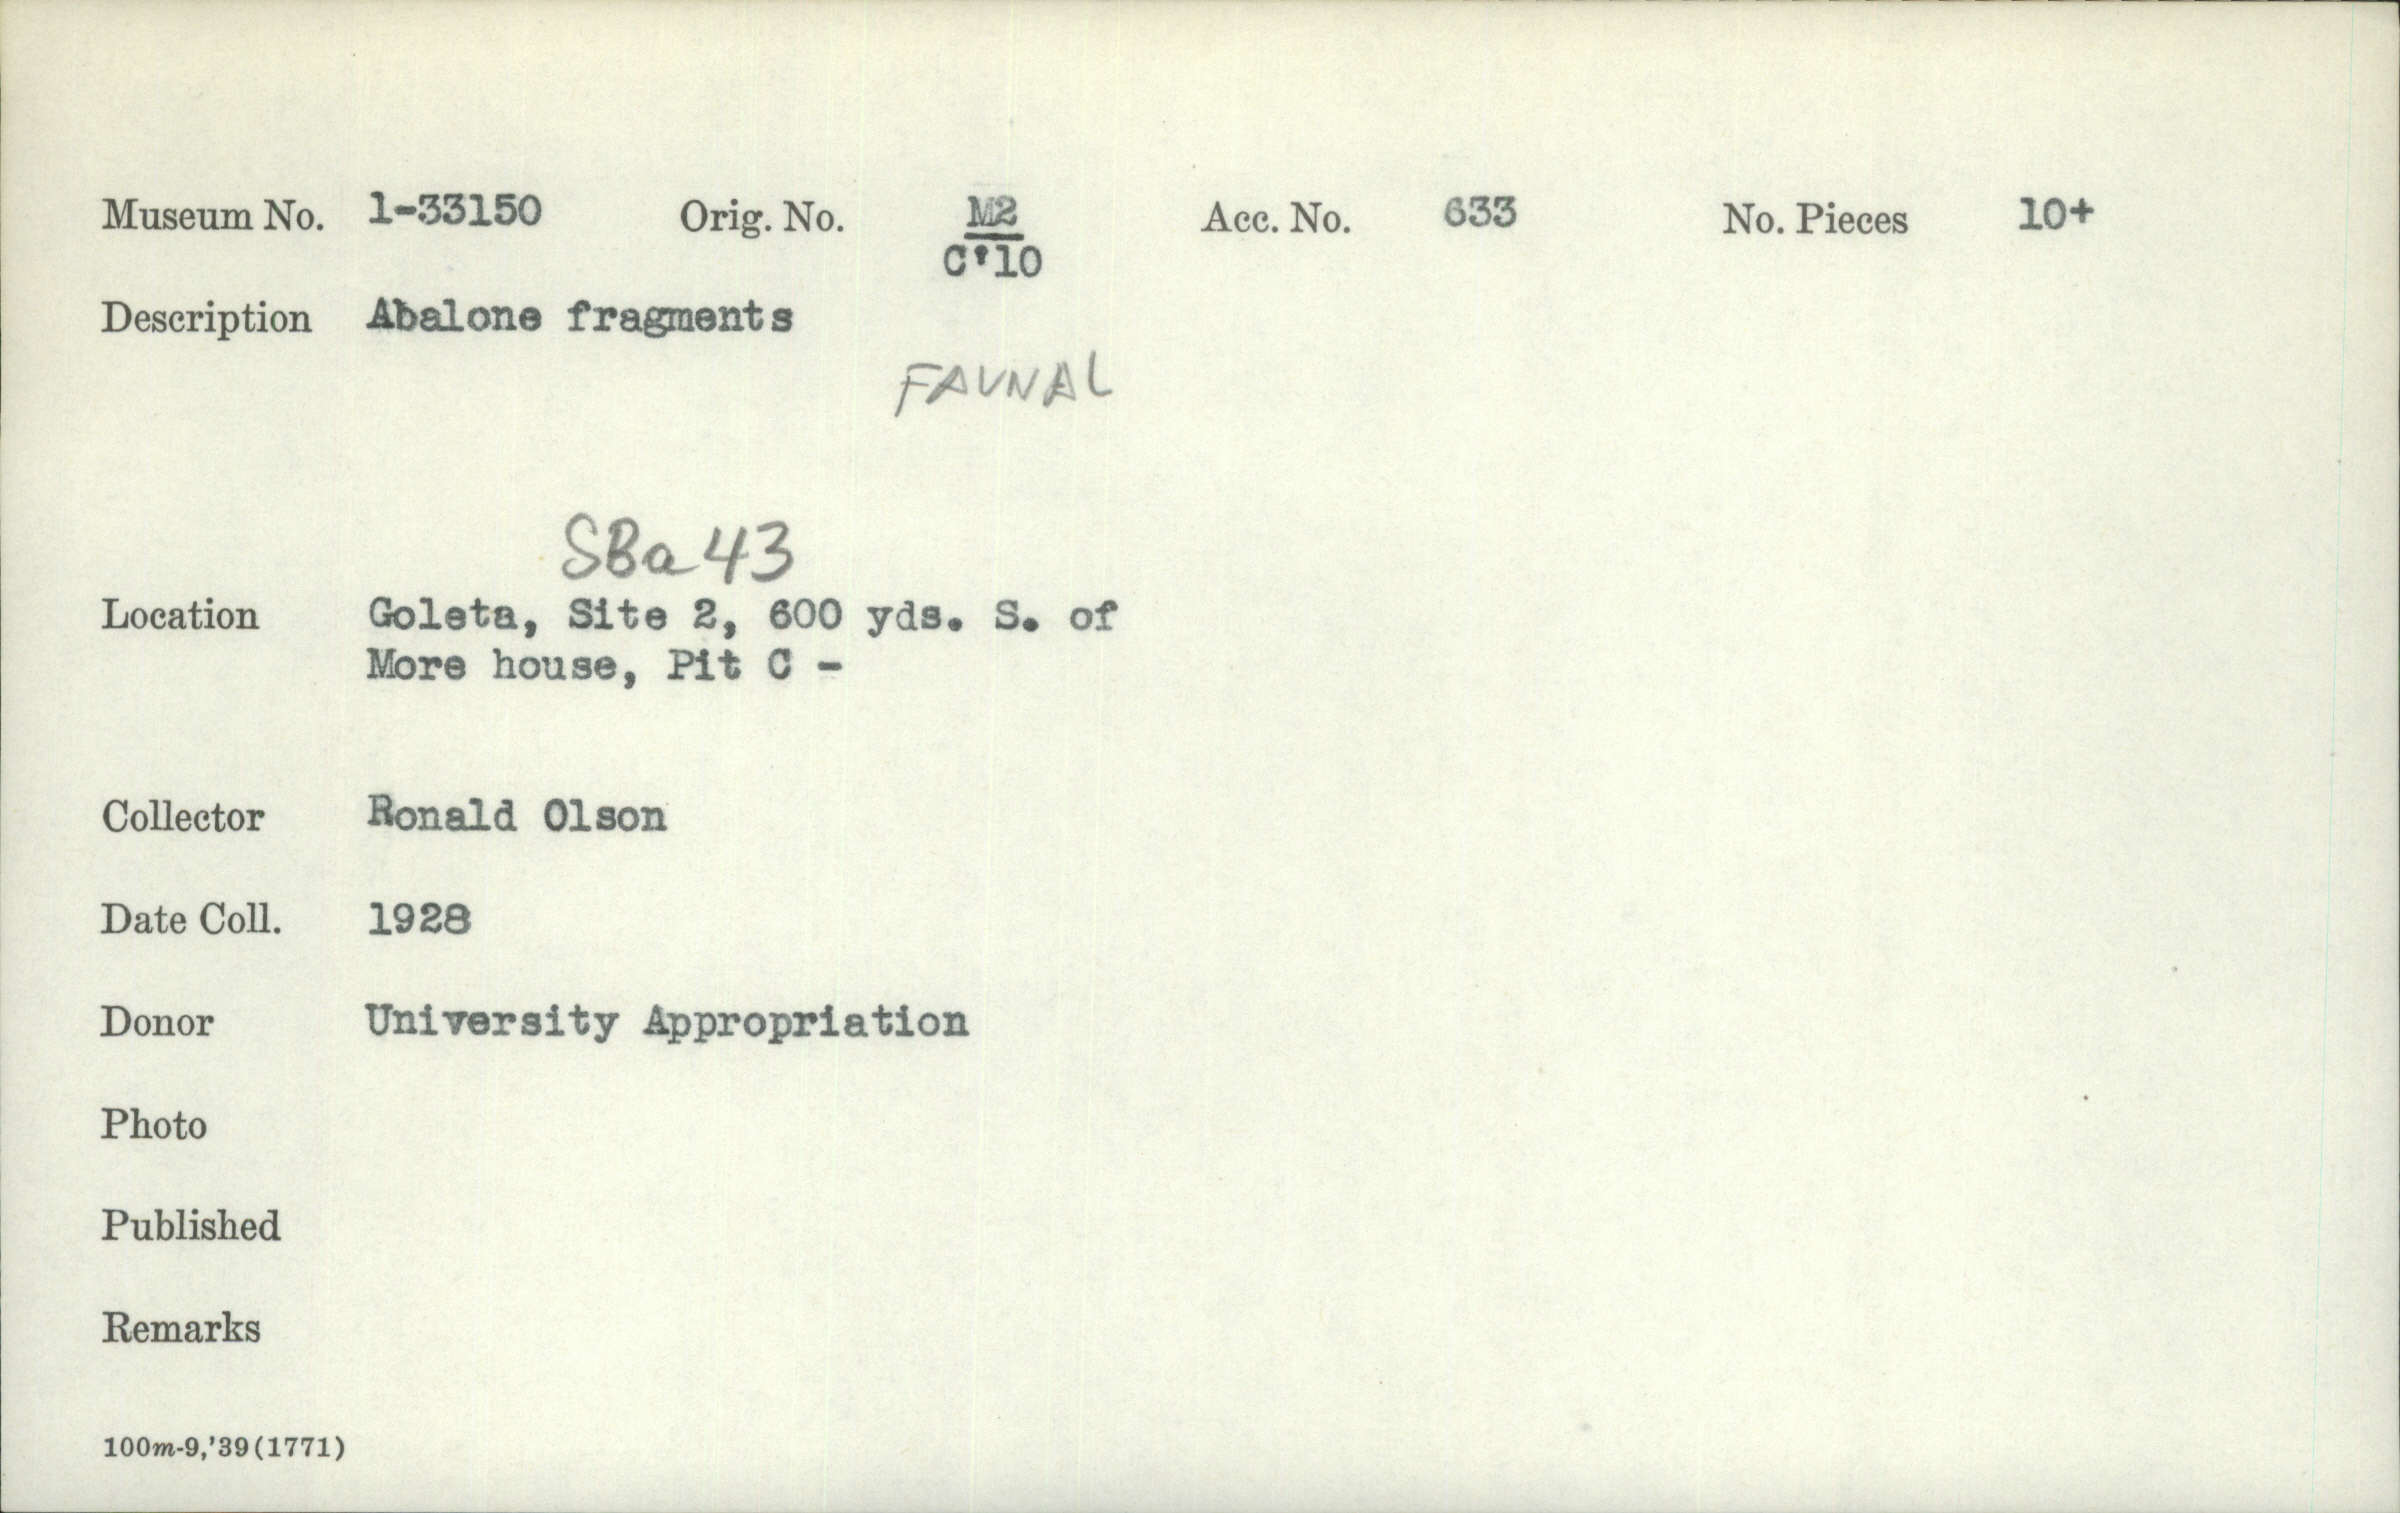 Museum No. 1-33150 Orig. No. M2 Acc. No. 633 No. Pieces 10+
C'10
Description Abalone fragments
FAUNAL
SBa 43
Location Goleta, Site 2, 600 yds. S. of
More house, Pit C -
Collector Ronald Olson
Date Coll. 1928
Donor University Appropriation
Photo
Published
Remarks
100m-9,'39(1771)